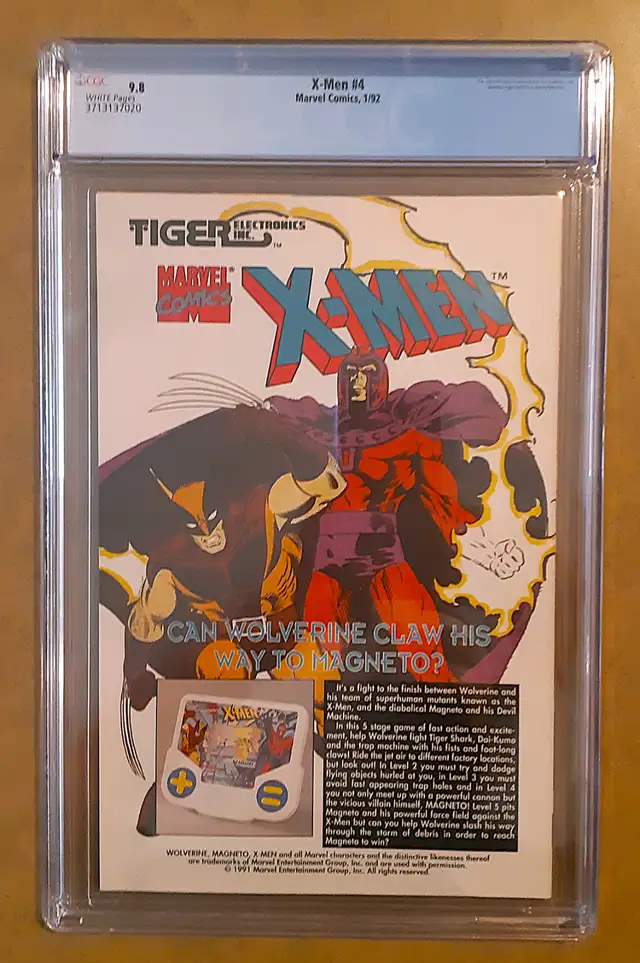 CGC
9.8
WHITE Pages
3713137020
X-Men #4
Marvel Comics, 1/92
TIGER ELECTRONICS INC.™
MARVEL®
COMICS
X-MEN™
CAN WOLVERINE CLAW HIS
WAY TO MAGNETO?
X-MEN
It's a fight to the finish between Wolverine and
his team of superhuman mutants known as the
X-Men, and the diabolical Magneto and his Devil
Machine.
In this 5 stage game of fast action and excite-
ment, help Wolverine fight Tiger Shark, Dai-Kumo
and the trap machine with his fists and foot-long
claws! Ride the jet air to different factory locations,
but look out! In Level 2 you must try and dodge
flying objects hurled at you, in Level 3 you must
avoid fast appearing trap holes and in Level 4
you not only meet up with a powerful cannon but
the vicious villain himself, MAGNETO! Level 5 pits
Magneto and his powerful force field against the
X-Men but can you help Wolverine slash his way
through the storm of debris in order to reach
Magneto to win?
WOLVERINE, MAGNETO, X MEN and all Marvel characters and the distinctive likenesses thereof
are trademarks of Marvel Entertainment Group, Inc. and are used with permission.
© 1991 Marvel Entertainment Group, Inc. All rights reserved.